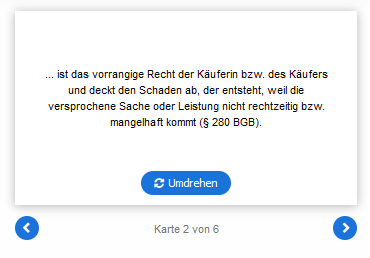 ... ist das vorrangige Recht der Käuferin bzw. des Käufers
und deckt den Schaden ab, der entsteht, weil die
versprochene Sache oder Leistung nicht rechtzeitig bzw.
mangelhaft kommt (§ 280 BGB).
Umdrehen
Karte 2 von 6